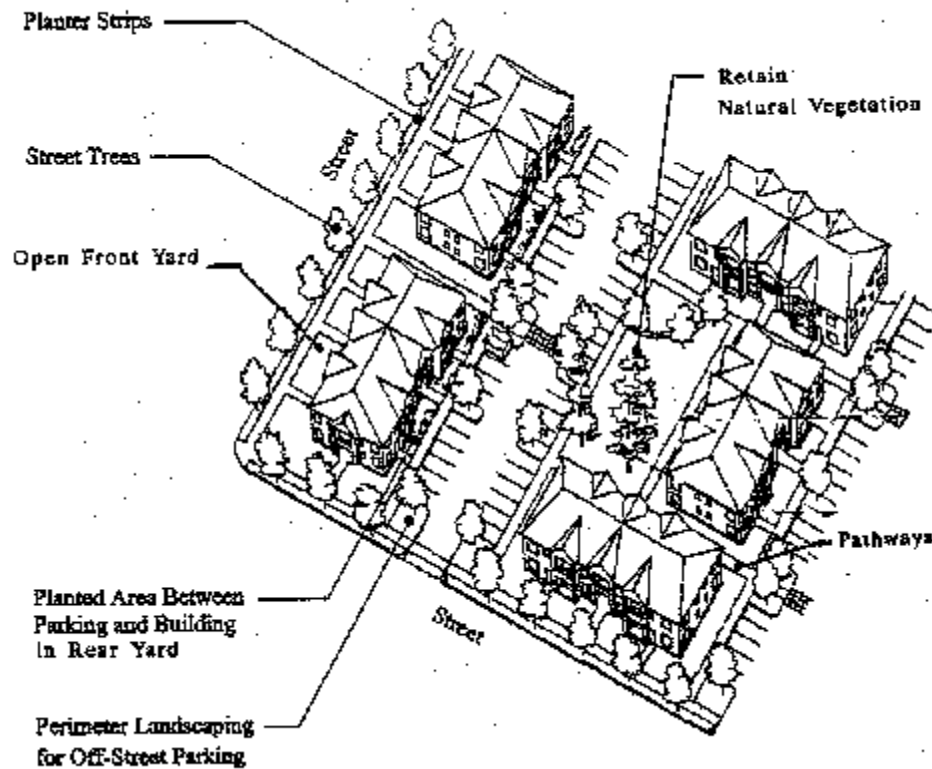 Planter Strips
Retain
Natural Vegetation
Street
Street Trees
Open Front Yard
Pathways
Planted Area Between
Parking and Building
in Rear Yard
Street
Perimeter Landscaping
for Off-Street Parking